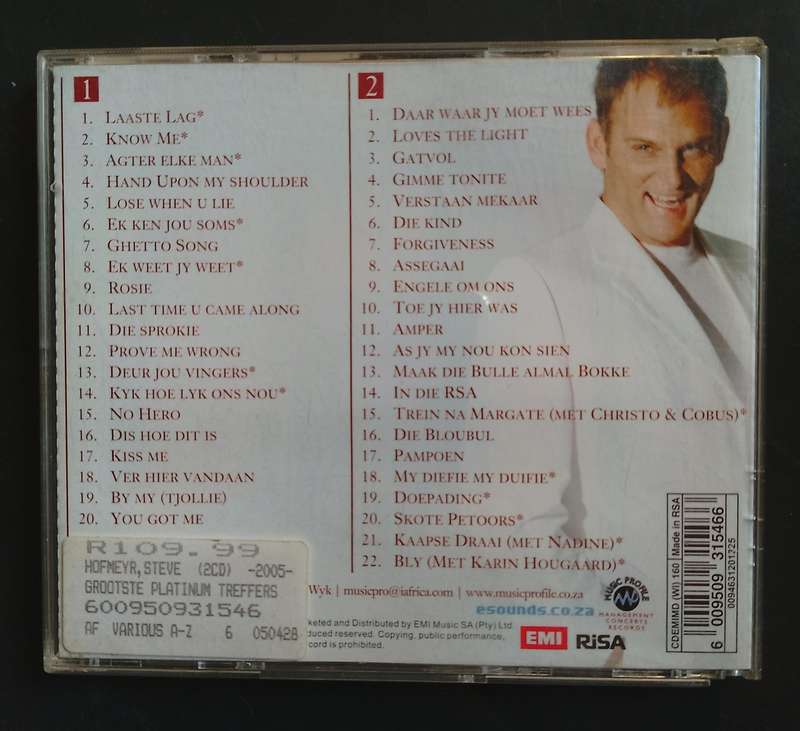 1
1. Laaste Lag*
2. Know Me*
3. Agter elke man*
4. Hand Upon my shoulder
5. Lose when u lie
6. Ek ken jou soms*
7. Ghetto Song
8. Ek weet jy weet*
9. Rosie
10. Last time u came along
11. Die sprokie
12. Prove me wrong
13. Deur jou vingers*
14. Kyk hoe lyk ons nou*
15. No Hero
16. Dis hoe dit is
17. Kiss me
18. Ver hier vandaan
19. By my (tjollie)
20. You got me
2
1. Daar waar jy moet wees
2. Loves the light
3. Gatvol
4. Gimme tonite
5. Verstaan mekaar
6. Die kind
7. Forgiveness
8. Assegaai
9. Engele om ons
10. Toe jy hier was
11. Amper
12. As jy my nou kon sien
13. Maak die Bulle almal Bokke
14. In die RSA
15. Trein na Margate (met Christo & Cobus)*
16. Die Bloubul
17. Pampoen
18. My diefie my duifie*
19. Doepading*
20. Skote Petoors*
21. Kaapse Draai (met Nadine)*
22. Bly (Met Karin Hougaard)*
R109.99
HOFMEYR,STEVE (2CD) -2005-
GROOTSTE PLATINUM TREFFERS
600950931546
AF VARIOUS A-Z 6 050428
Wyk | musicpro@iafrica.com | www.musicprofile.co.za
esounds.co.za
MUSIC PROFILE
MANAGEMENT
CONCERTS
RECORDS
keted and Distributed by EMI Music SA (Pty) Ltd
duced reserved. Copying, public performance,
cord is prohibited.
EMI
RiSA
CDEMIMD (WI) 160 | Made in RSA
6 009509 315466
0094631201325